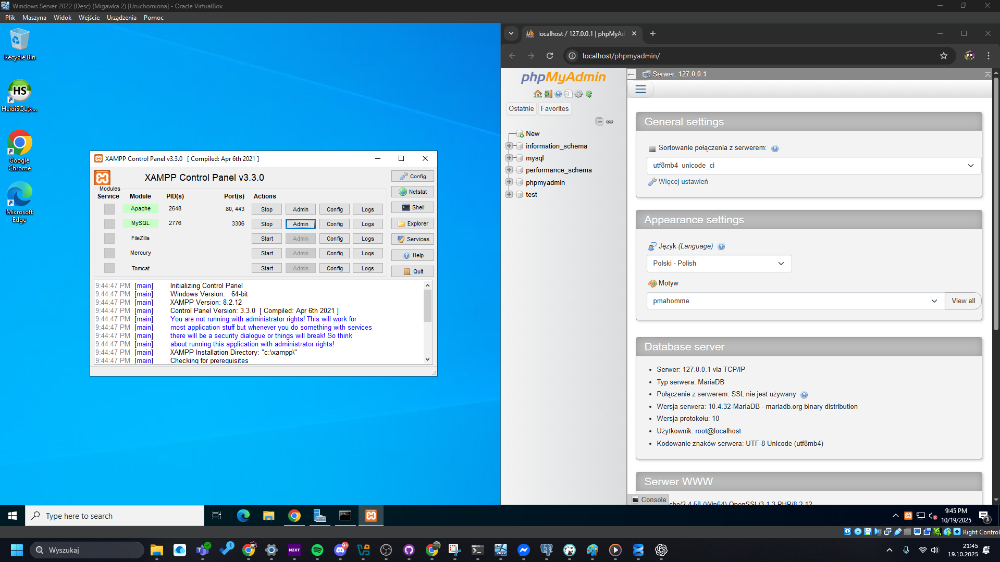 Windows Server 2022 (Desc) (Migawka 2) [Uruchomiona] - Oracle VirtualBox
Plik Maszyna Widok Wejście Urządzenia Pomoc
Recycle Bin
HS
HeidiSQL(x...
Google
Chrome
Microsoft
Edge
XAMPP Control Panel v3.3.0 [ Compiled: Apr 6th 2021 ]
XAMPP Control Panel v3.3.0
Modules
Service Module PID(s) Port(s) Actions
Apache 2648 80, 443 Stop Admin Config Logs
MySQL 2776 3306 Stop Admin Config Logs
FileZilla Start Admin Config Logs
Mercury Start Admin Config Logs
Tomcat Start Admin Config Logs
Config
Netstat
Shell
Explorer
Services
Help
Quit
9:44:47 PM [main] Initializing Control Panel
9:44:47 PM [main] Windows Version: 64-bit
9:44:47 PM [main] XAMPP Version: 8.2.12
9:44:47 PM [main] Control Panel Version: 3.3.0 [ Compiled: Apr 6th 2021 ]
9:44:47 PM [main] You are not running with administrator rights! This will work for
9:44:47 PM [main] most application stuff but whenever you do something with services
9:44:47 PM [main] there will be a security dialogue or things will break! So think
9:44:47 PM [main] about running this application with administrator rights!
9:44:47 PM [main] XAMPP Installation Directory: "c:\xampp\"
9:44:47 PM [main] Checking for prerequisites
localhost / 127.0.0.1 | phpMyAd
localhost/phpmyadmin/
phpMyAdmin
Ostatnie Favorites
New
information_schema
mysql
performance_schema
phpmyadmin
test
Serwer: 127.0.0.1
General settings
Sortowanie połączenia z serwerem:
utf8mb4_unicode_ci
Więcej ustawień
Appearance settings
Język (Language)
Polski - Polish
Motyw
pmahomme View all
Database server
Serwer: 127.0.0.1 via TCP/IP
Typ serwera: MariaDB
Połączenie z serwerem: SSL nie jest używany
Wersja serwera: 10.4.32-MariaDB - mariadb.org binary distribution
Wersja protokołu: 10
Użytkownik: root@localhost
Kodowanie znaków serwera: UTF-8 Unicode (utf8mb4)
Serwer WWW
Console
che/2.4.58 (Win64) OpenSSL/3.1.3 PHP/8.2.12
Type here to search
9:45 PM
10/19/2025
3
Right Control
Wyszukaj
1
RP
NZXT
9+
2022
21:45
19.10.2025